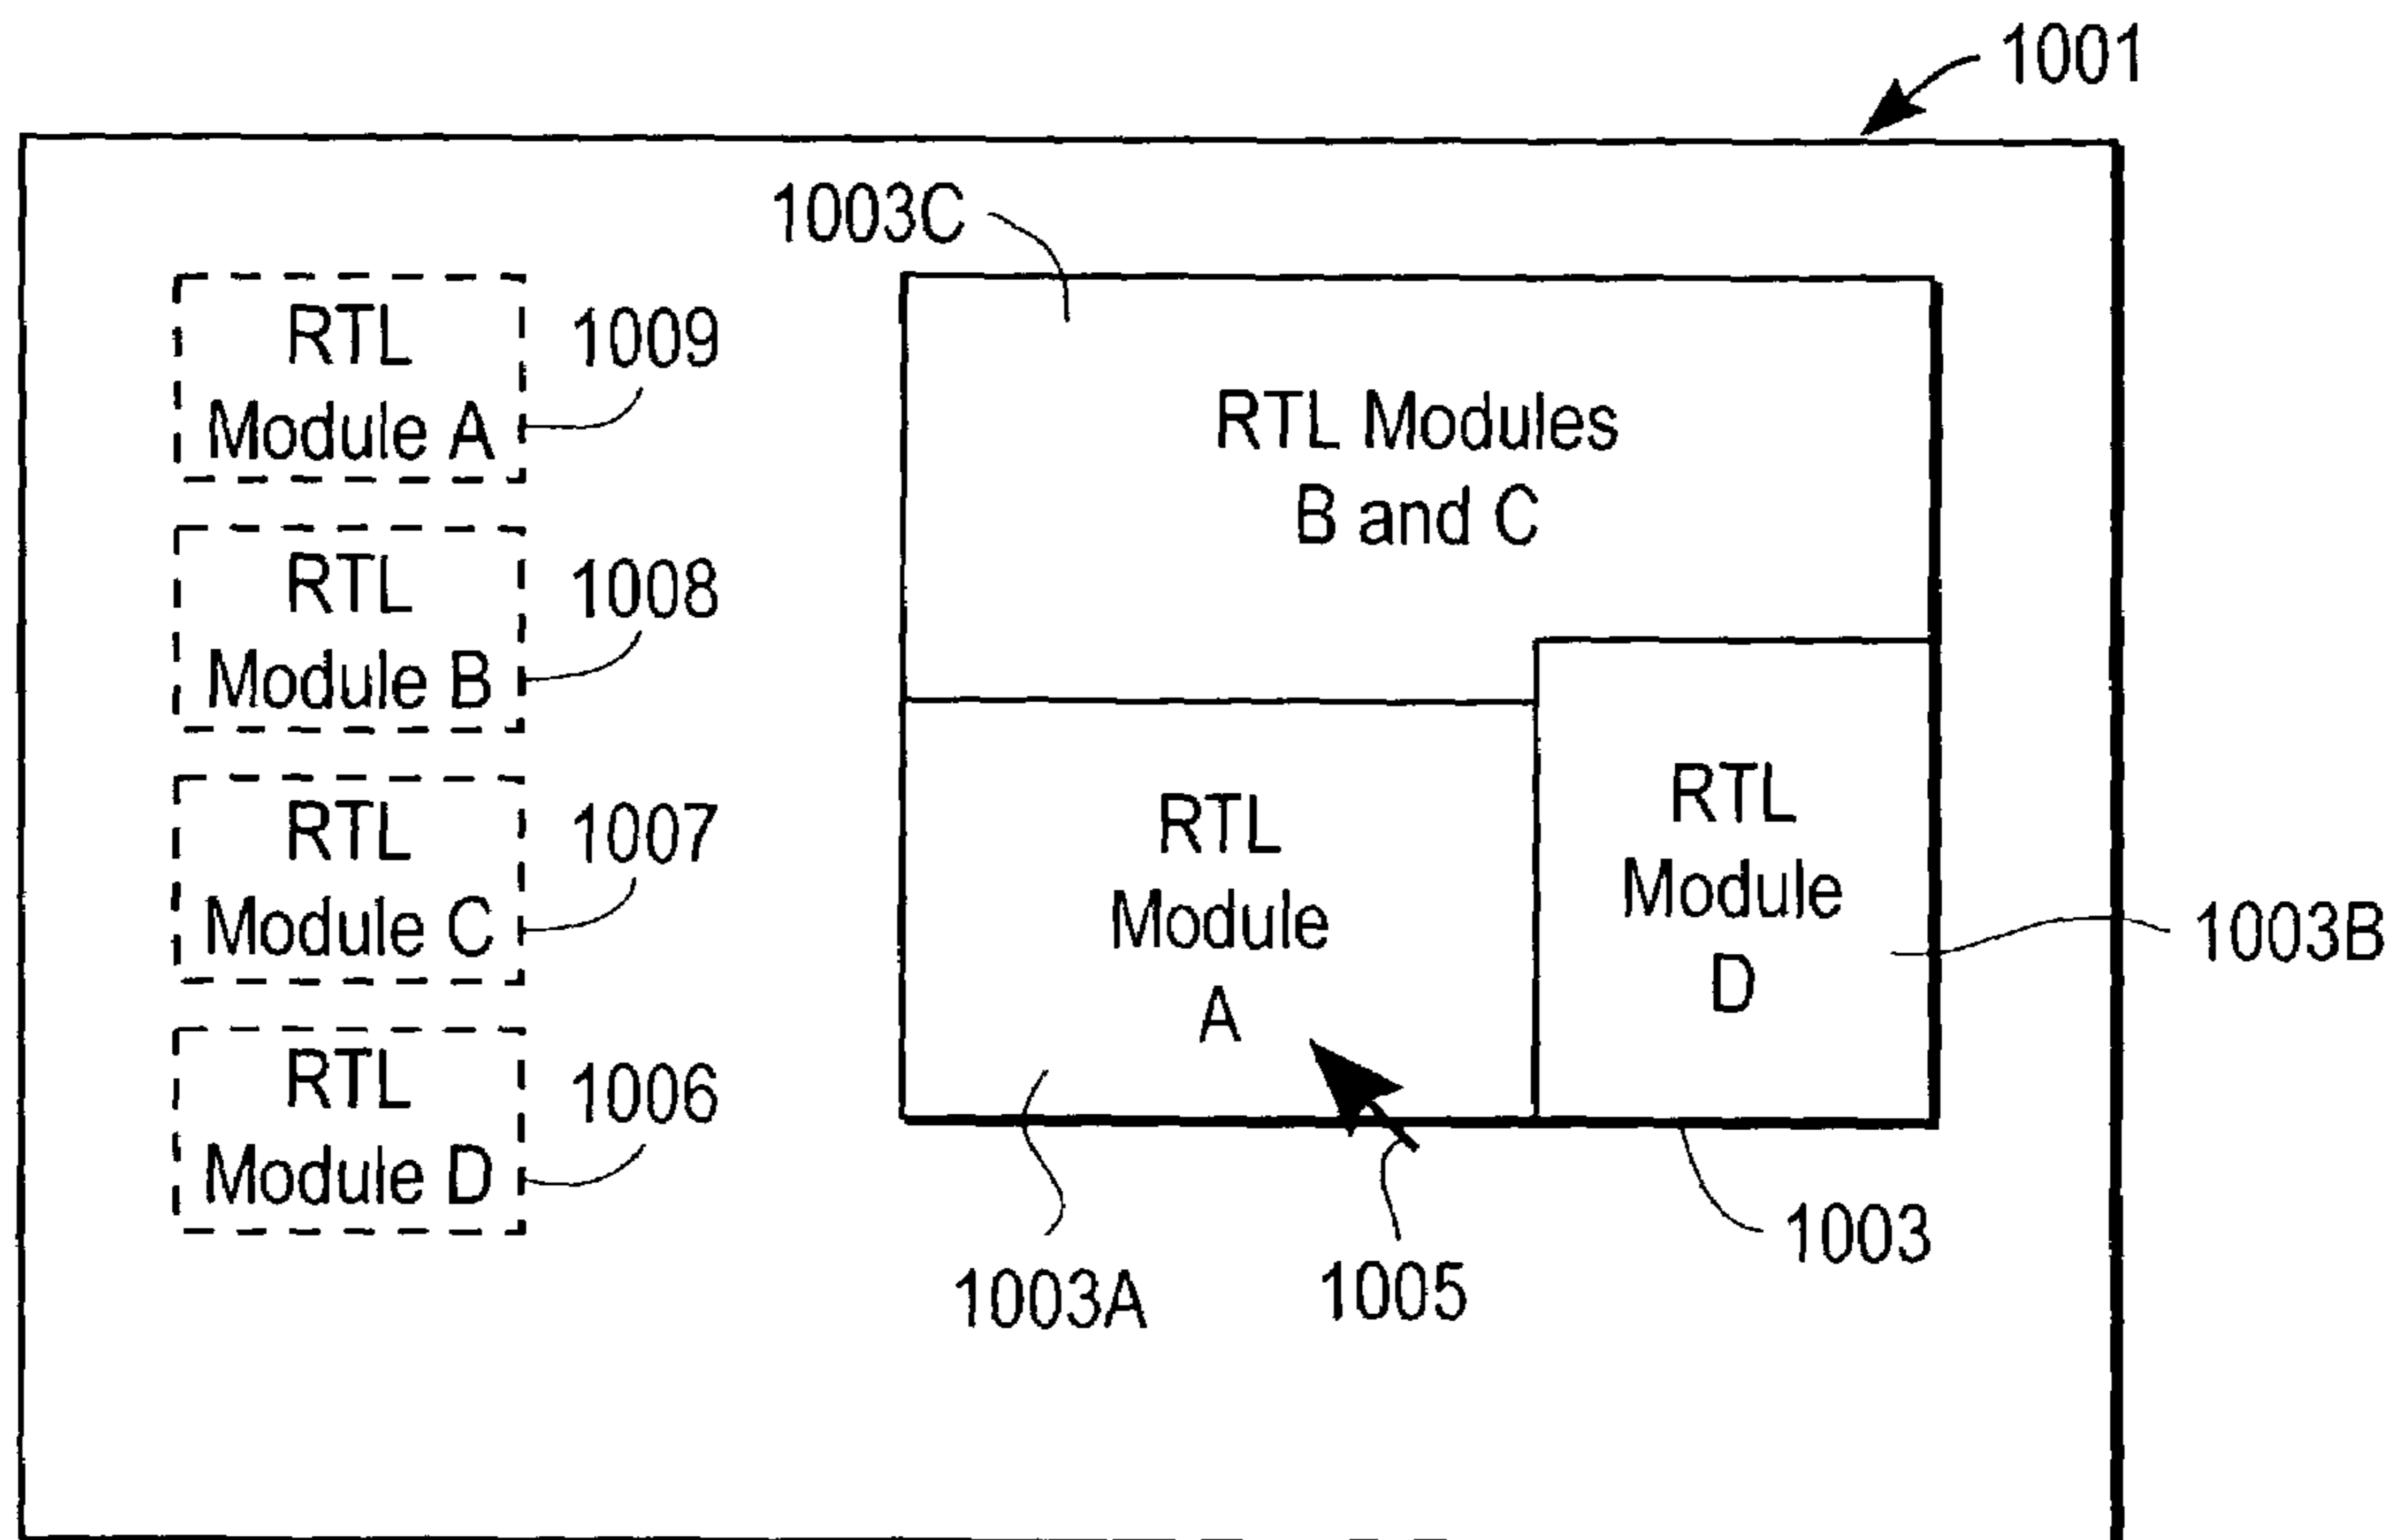 1001
1003C
RTL
Module A
1009
RTL
Module B
1008
RTL
Module C
1007
RTL
Module D
1006
RTL Modules
B and C
RTL
Module
A
RTL
Module
D
1003B
1003
1003A
1005